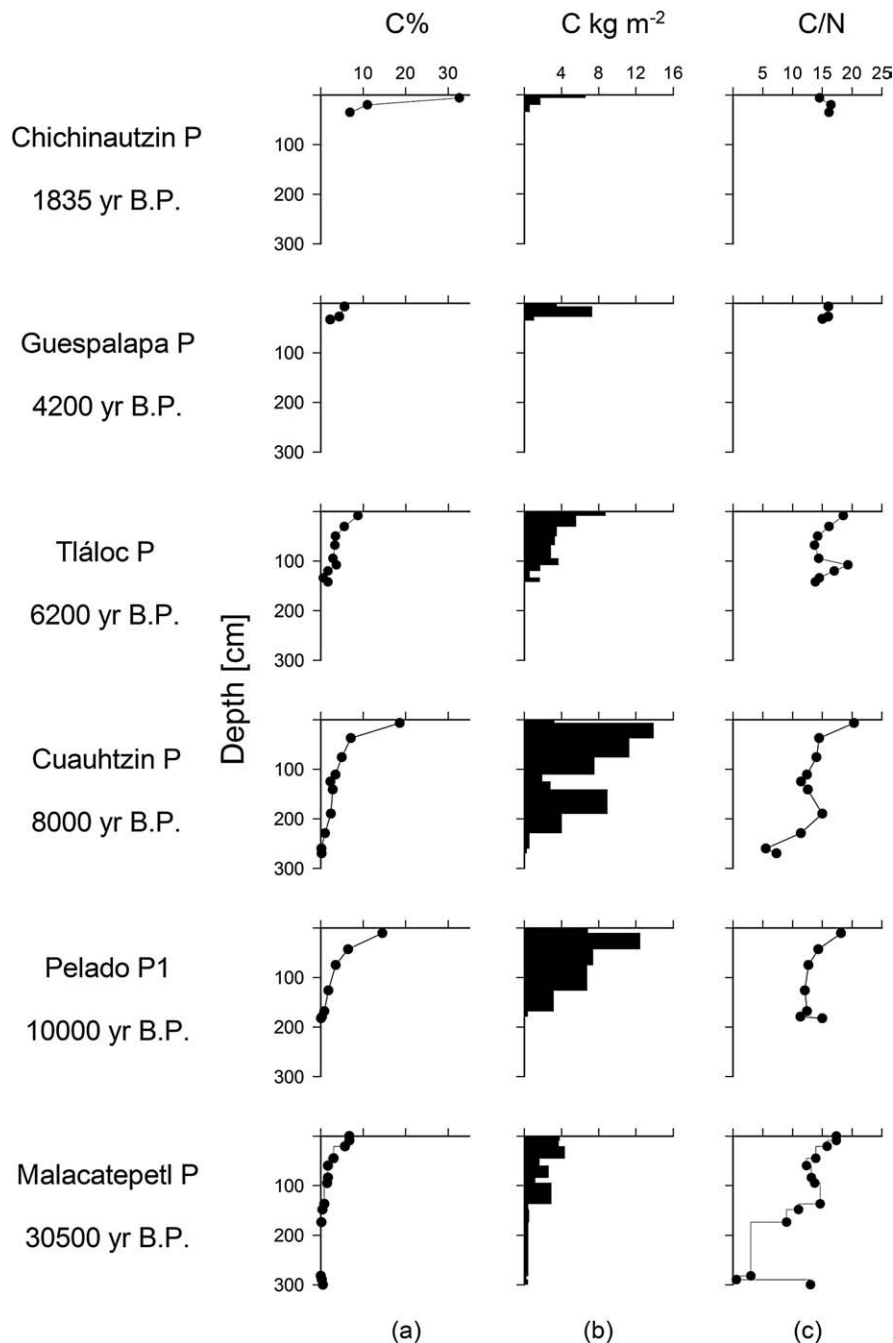 C% C kg m-2 C/N
10 20 30 4 8 12 16 5 10 15 20 25
Chichinautzin P
1835 yr B.P.
100
200
300
Guespalapa P
4200 yr B.P.
100
200
300
Tláloc P
6200 yr B.P.
100
200
300
Depth [cm]
Cuauhtzin P
8000 yr B.P.
100
200
300
Pelado P1
10000 yr B.P.
100
200
300
Malacatepetl P
30500 yr B.P.
100
200
300
(a) (b) (c)